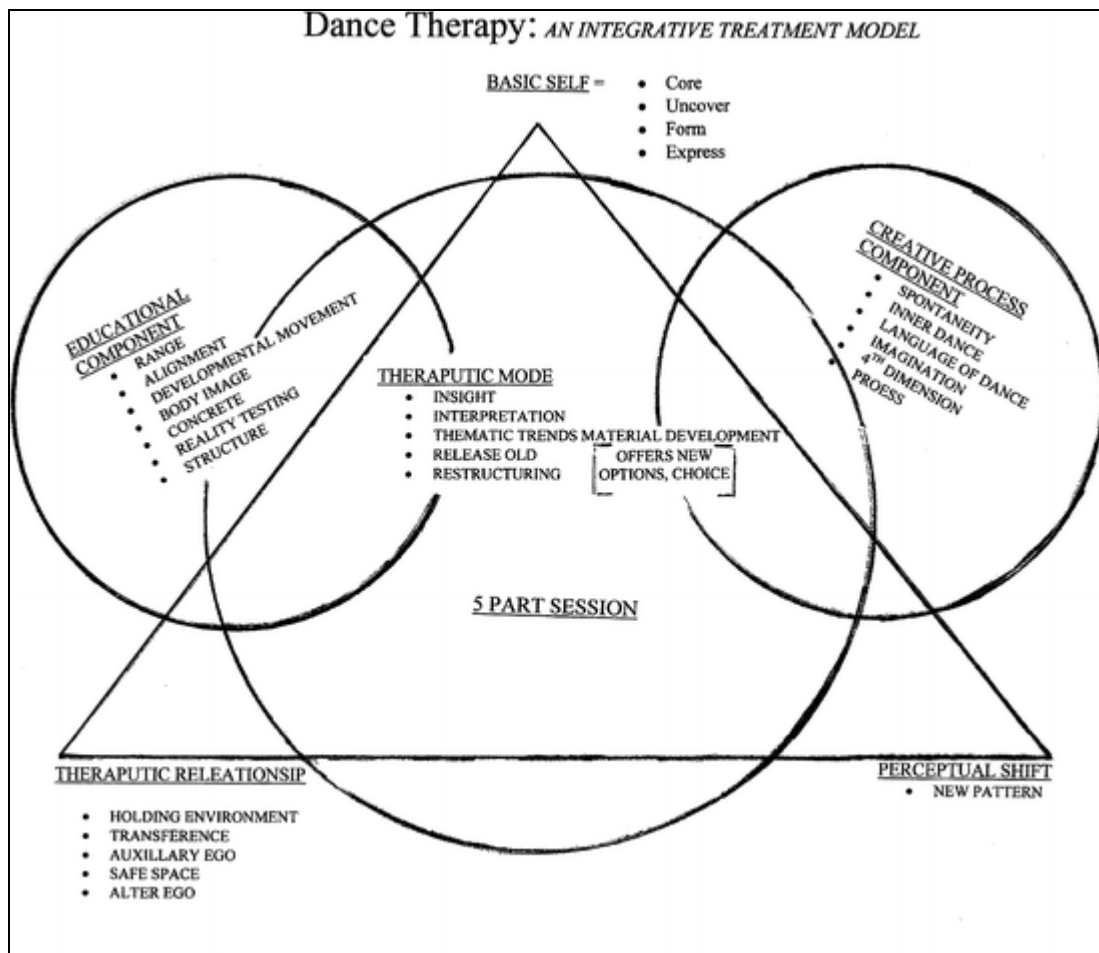 Dance Therapy: AN INTEGRATIVE TREATMENT MODEL
BASIC SELF =
• Core
• Uncover
• Form
• Express
EDUCATIONAL
COMPONENT
• RANGE
• ALIGNMENT
• DEVELOPMENTAL MOVEMENT
• BODY IMAGE
• CONCRETE
• REALITY TESTING
• STRUCTURE
CREATIVE PROCESS
COMPONENT
• SPONTANEITY
• INNER DANCE
• LANGUAGE OF DANCE
• IMAGINATION
• 4TH DIMENSION
PROESS
THERAPUTIC MODE
• INSIGHT
• INTERPRETATION
• THEMATIC TRENDS MATERIAL DEVELOPMENT
• RELEASE OLD
• RESTRUCTURING
OFFERS NEW
OPTIONS, CHOICE
5 PART SESSION
THERAPUTIC RELEATIONSIP
• HOLDING ENVIRONMENT
• TRANSFERENCE
• AUXILLARY EGO
• SAFE SPACE
• ALTER EGO
PERCEPTUAL SHIFT
• NEW PATTERN